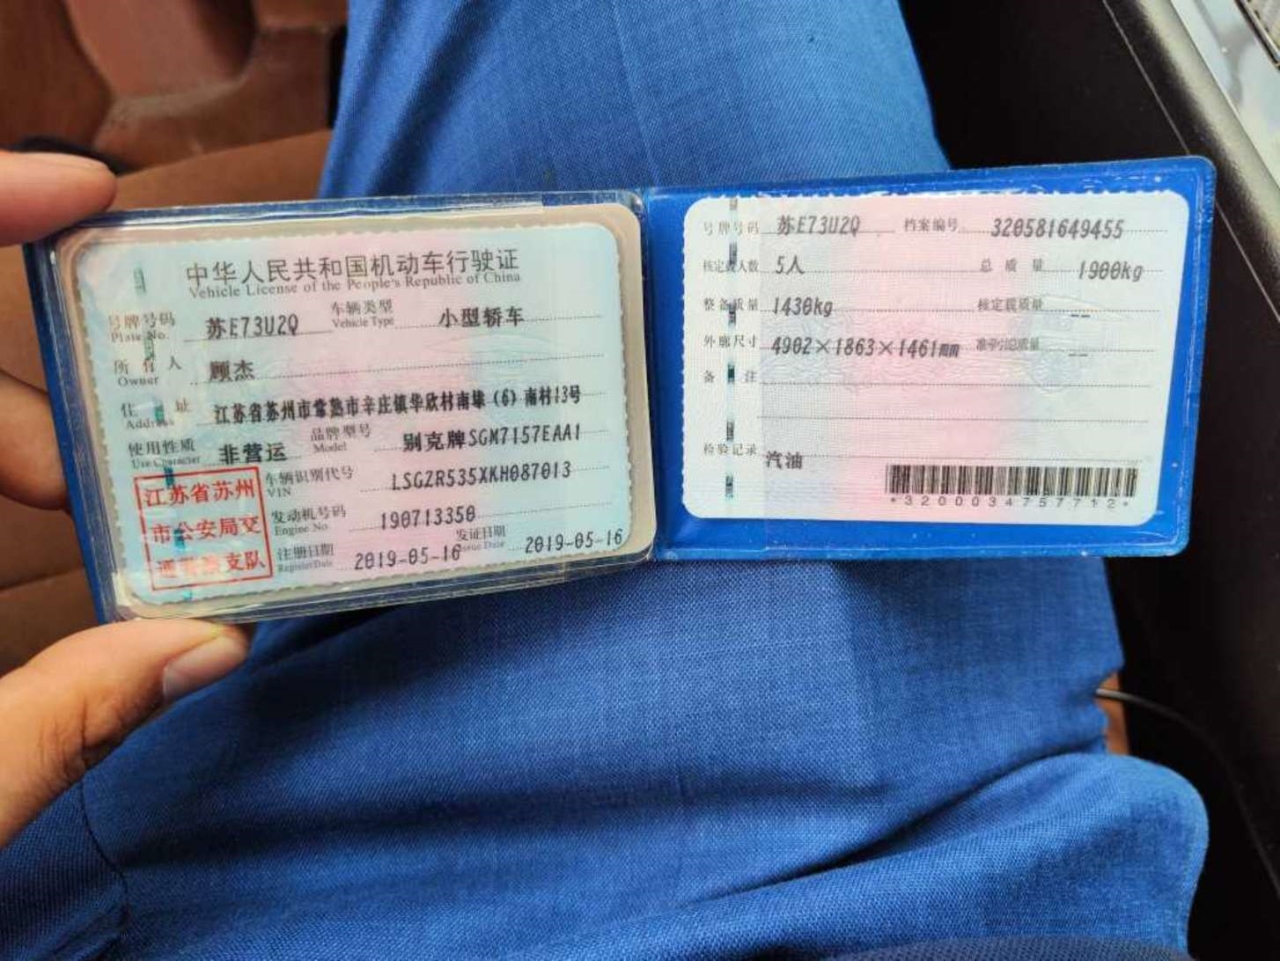 中华人民共和国机动车行驶证
Vehicle License of the People's Republic of China
号牌号码 苏E73U2Q 车辆类型 小型轿车
Plate No. Vehicle Type
所有人 顾杰
Owner
住址 江苏省苏州市常熟市辛庄镇华欣村南塘(6)南村13号
Address
使用性质 非营运 品牌型号 别克牌SGM7157EAA1
Use Character Model
江苏省苏州
市公安局交
支队
车辆识别代号 LSGZR535XKH087013
VIN
发动机号码 190713350
Engine No.
注册日期 2019-05-16 发证日期 2019-05-16
Register Date Issue Date
号牌号码 苏E73U2Q 档案编号 320581649455
核定载人数 5人 总质量 1900kg
整备质量 1430kg 核定载质量 --
外廓尺寸 4902×1863×1461mm 准牵引总质量 --
备注
检验记录 汽油
*3200034757712*